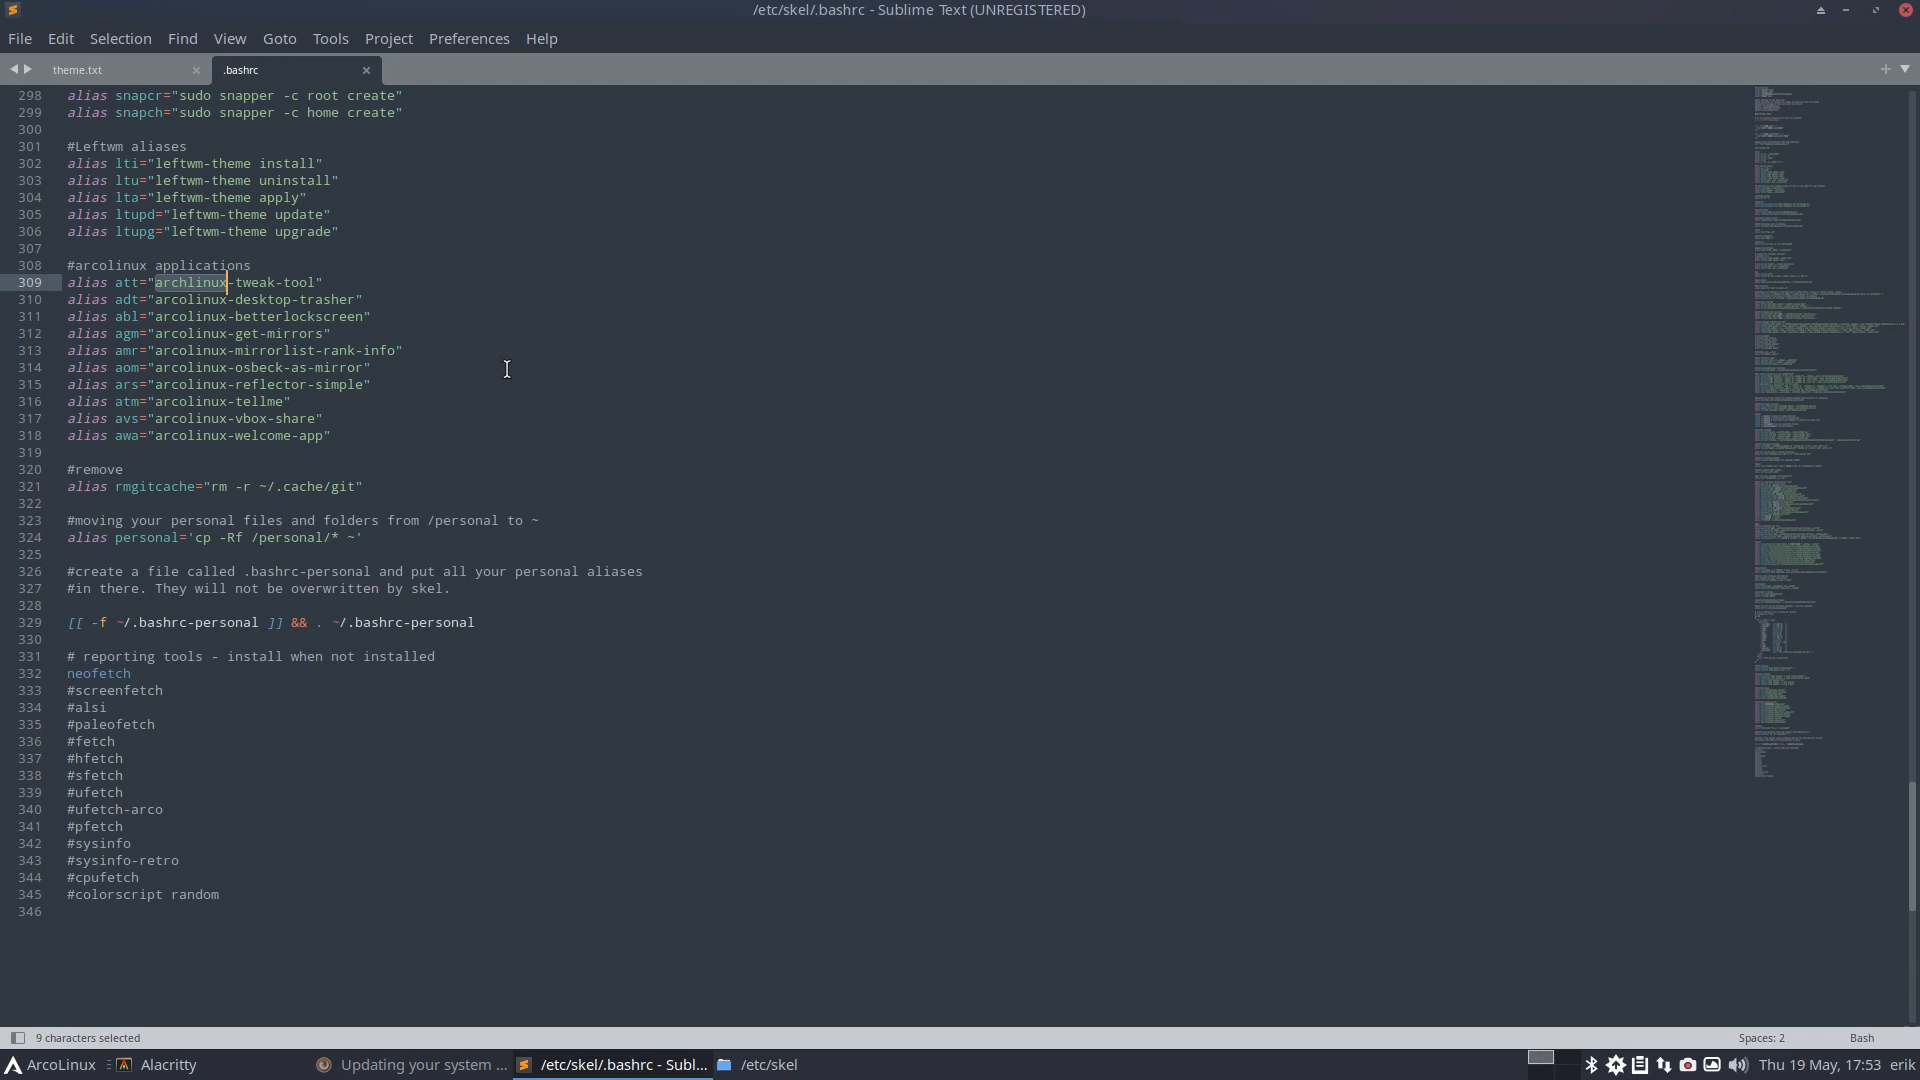 /etc/skel/.bashrc - Sublime Text (UNREGISTERED)
File Edit Selection Find View Goto Tools Project Preferences Help
theme.txt .bashrc
298 alias snapcr="sudo snapper -c root create"
299 alias snapch="sudo snapper -c home create"
300
301 #Leftwm aliases
302 alias lti="leftwm-theme install"
303 alias ltu="leftwm-theme uninstall"
304 alias lta="leftwm-theme apply"
305 alias ltupd="leftwm-theme update"
306 alias ltupg="leftwm-theme upgrade"
307
308 #arcolinux applications
309 alias att="archlinux-tweak-tool"
310 alias adt="arcolinux-desktop-trasher"
311 alias abl="arcolinux-betterlockscreen"
312 alias agm="arcolinux-get-mirrors"
313 alias amr="arcolinux-mirrorlist-rank-info"
314 alias aom="arcolinux-osbeck-as-mirror"
315 alias ars="arcolinux-reflector-simple"
316 alias atm="arcolinux-tellme"
317 alias avs="arcolinux-vbox-share"
318 alias awa="arcolinux-welcome-app"
319
320 #remove
321 alias rmgitcache="rm -r ~/.cache/git"
322
323 #moving your personal files and folders from /personal to ~
324 alias personal='cp -Rf /personal/* ~'
325
326 #create a file called .bashrc-personal and put all your personal aliases
327 #in there. They will not be overwritten by skel.
328
329 [[ -f ~/.bashrc-personal ]] && . ~/.bashrc-personal
330
331 # reporting tools - install when not installed
332 neofetch
333 #screenfetch
334 #alsi
335 #paleofetch
336 #fetch
337 #hfetch
338 #sfetch
339 #ufetch
340 #ufetch-arco
341 #pfetch
342 #sysinfo
343 #sysinfo-retro
344 #cpufetch
345 #colorscript random
346
9 characters selected Spaces: 2 Bash
ArcoLinux Alacritty Updating your system ... /etc/skel/.bashrc - Subl... /etc/skel Thu 19 May, 17:53 erik